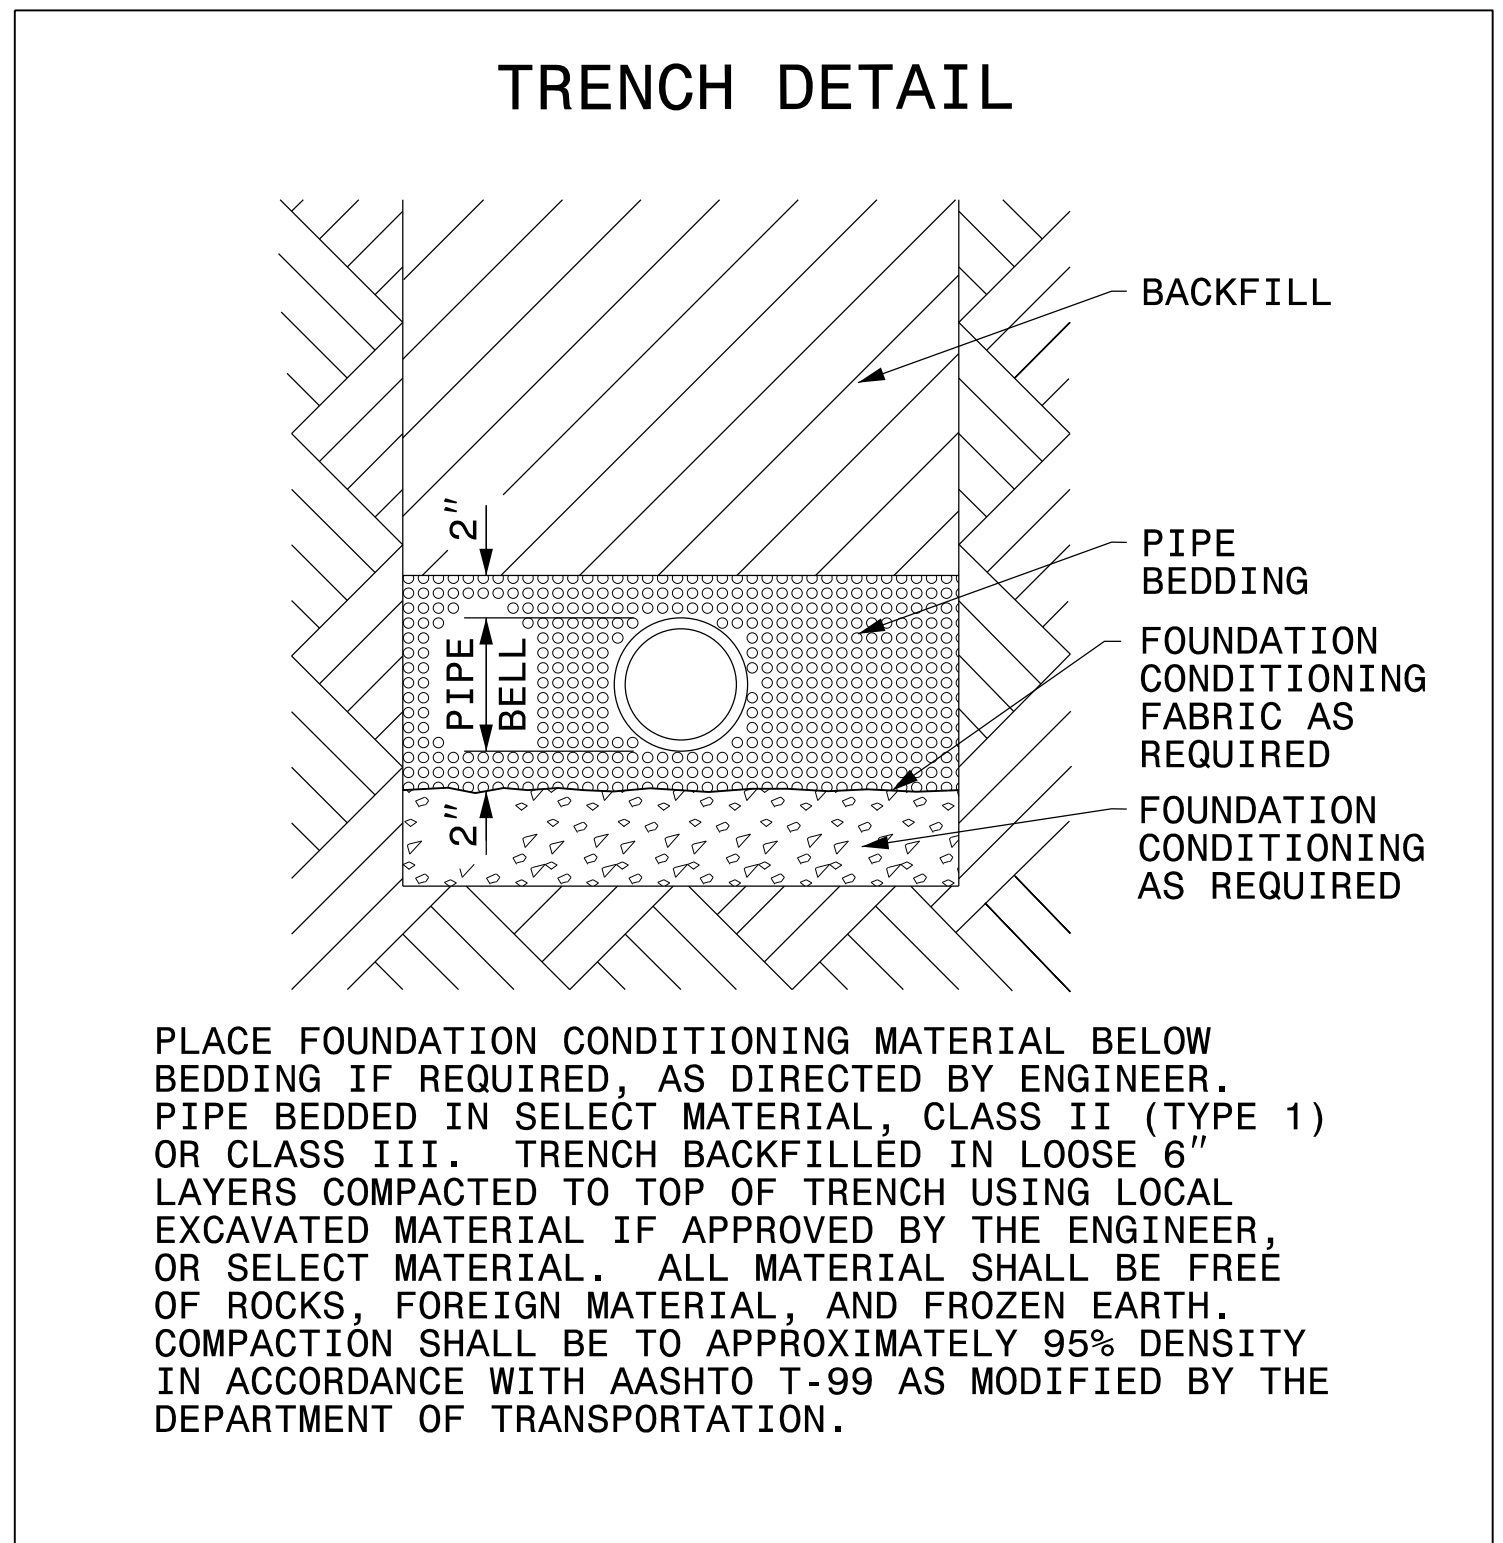 TRENCH DETAIL
BACKFILL
2"
PIPE
BEDDING
PIPE
BELL
FOUNDATION
CONDITIONING
FABRIC AS
REQUIRED
2"
FOUNDATION
CONDITIONING
AS REQUIRED
PLACE FOUNDATION CONDITIONING MATERIAL BELOW
BEDDING IF REQUIRED, AS DIRECTED BY ENGINEER.
PIPE BEDDED IN SELECT MATERIAL, CLASS II (TYPE 1)
OR CLASS III. TRENCH BACKFILLED IN LOOSE 6"
LAYERS COMPACTED TO TOP OF TRENCH USING LOCAL
EXCAVATED MATERIAL IF APPROVED BY THE ENGINEER,
OR SELECT MATERIAL. ALL MATERIAL SHALL BE FREE
OF ROCKS, FOREIGN MATERIAL, AND FROZEN EARTH.
COMPACTION SHALL BE TO APPROXIMATELY 95% DENSITY
IN ACCORDANCE WITH AASHTO T-99 AS MODIFIED BY THE
DEPARTMENT OF TRANSPORTATION.